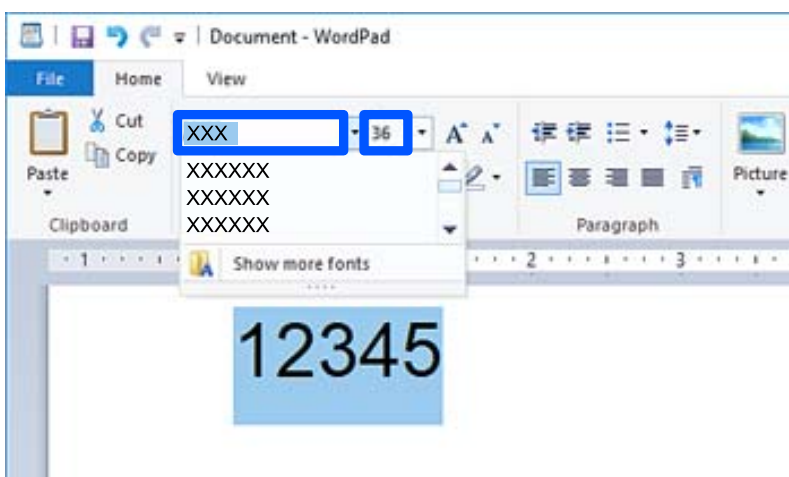 Document - WordPad
File Home View
Cut
XXX 36 A A
Copy
Paste
XXXXXX
XXXXXX
XXXXXX
Picture
Clipboard
Paragraph
Show more fonts
1 2 3
12345